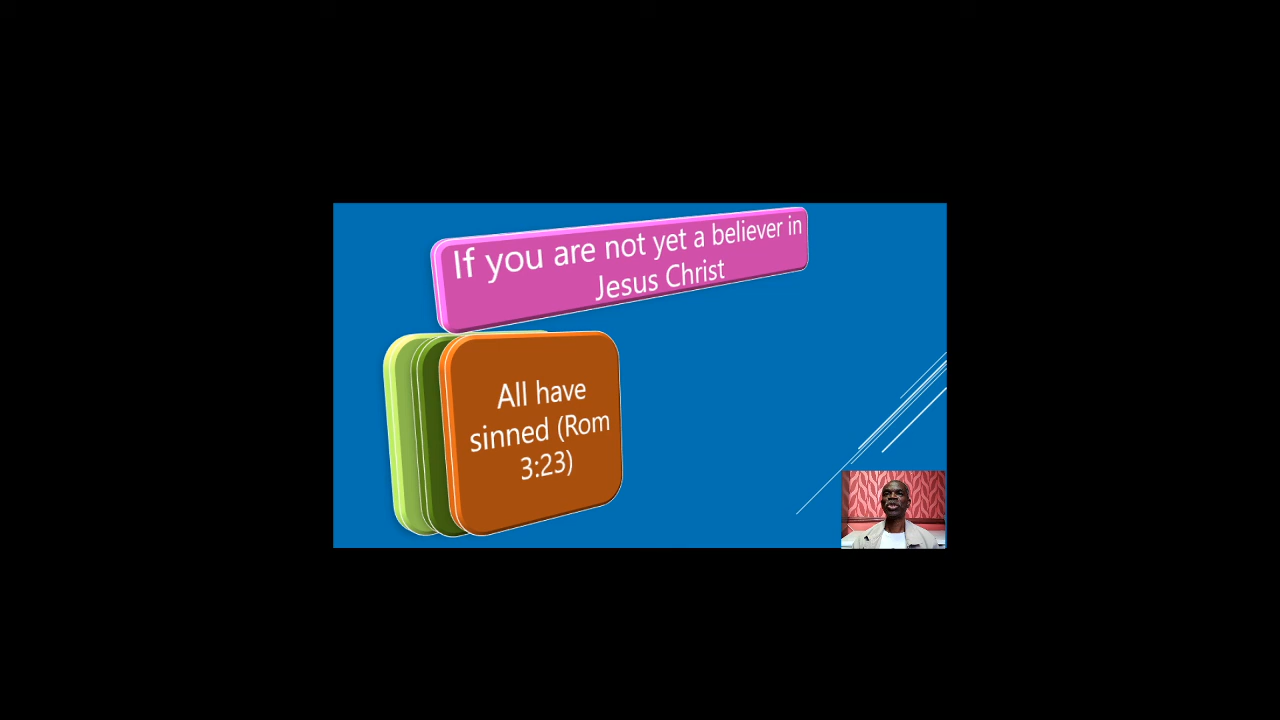 If you are not yet a believer in
Jesus Christ
All have
sinned (Rom
3:23)